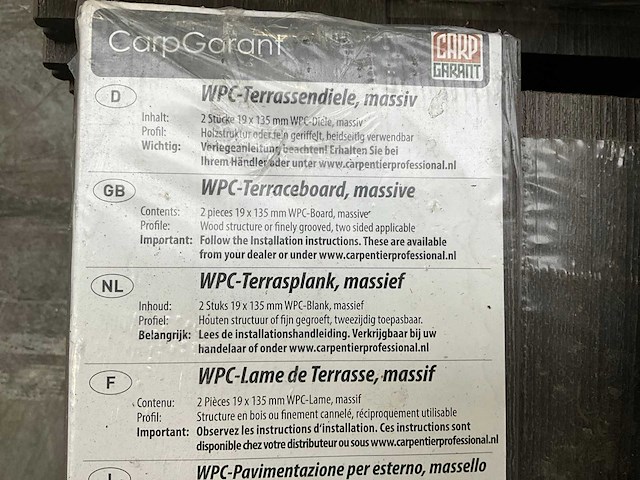 CarpGarant
CARP
GARANT
D
WPC-Terrassendiele, massiv
Inhalt: 2 Stücke 19 x 135 mm WPC-Diele, massiv
Profil: Holzstruktur oder fein geriffelt, beidseitig verwendbar
Wichtig: Verlegeanleitung beachten! Erhalten Sie bei
Ihrem Händler oder unter www.carpentierprofessional.nl
GB
WPC-Terraceboard, massive
Contents: 2 pieces 19 x 135 mm WPC-Board, massive
Profile: Wood structure or finely grooved, two sided applicable
Important: Follow the Installation instructions. These are available
from your dealer or under www.carpentierprofessional.nl
NL
WPC-Terrasplank, massief
Inhoud: 2 Stuks 19 x 135 mm WPC-Blank, massief
Profiel: Houten structuur of fijn gegroeft, tweezijdig toepasbaar.
Belangrijk: Lees de installationshandleiding. Verkrijgbaar bij uw
handelaar of onder www.carpentierprofessional.nl
F
WPC-Lame de Terrasse, massif
Contenu: 2 Pièces 19 x 135 mm WPC-Lame, massif
Profil: Structure en bois ou finement cannelé, réciproquement utilisable
Important: Observez les instructions d'installation. Ces instructions sont
disponible chez votre distributeur ou sous www.carpentierprofessional.nl
I
WPC-Pavimentazione per esterno, massello